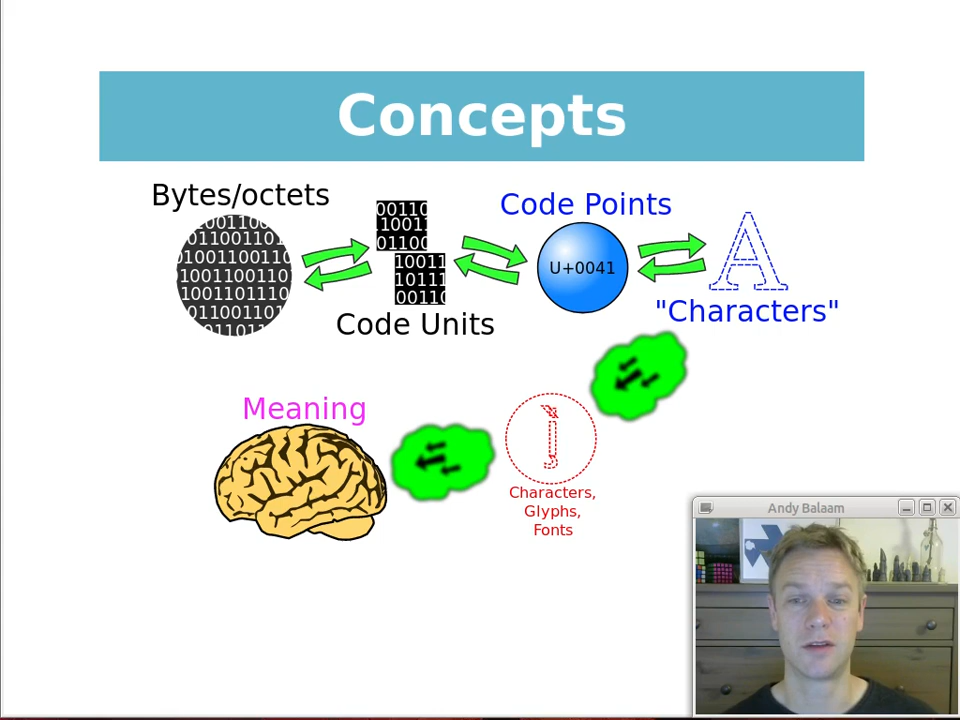 Concepts
Bytes/octets
Code Units
Code Points
U+0041
A
"Characters"
Meaning
Characters,
Glyphs,
Fonts
Andy Balaam